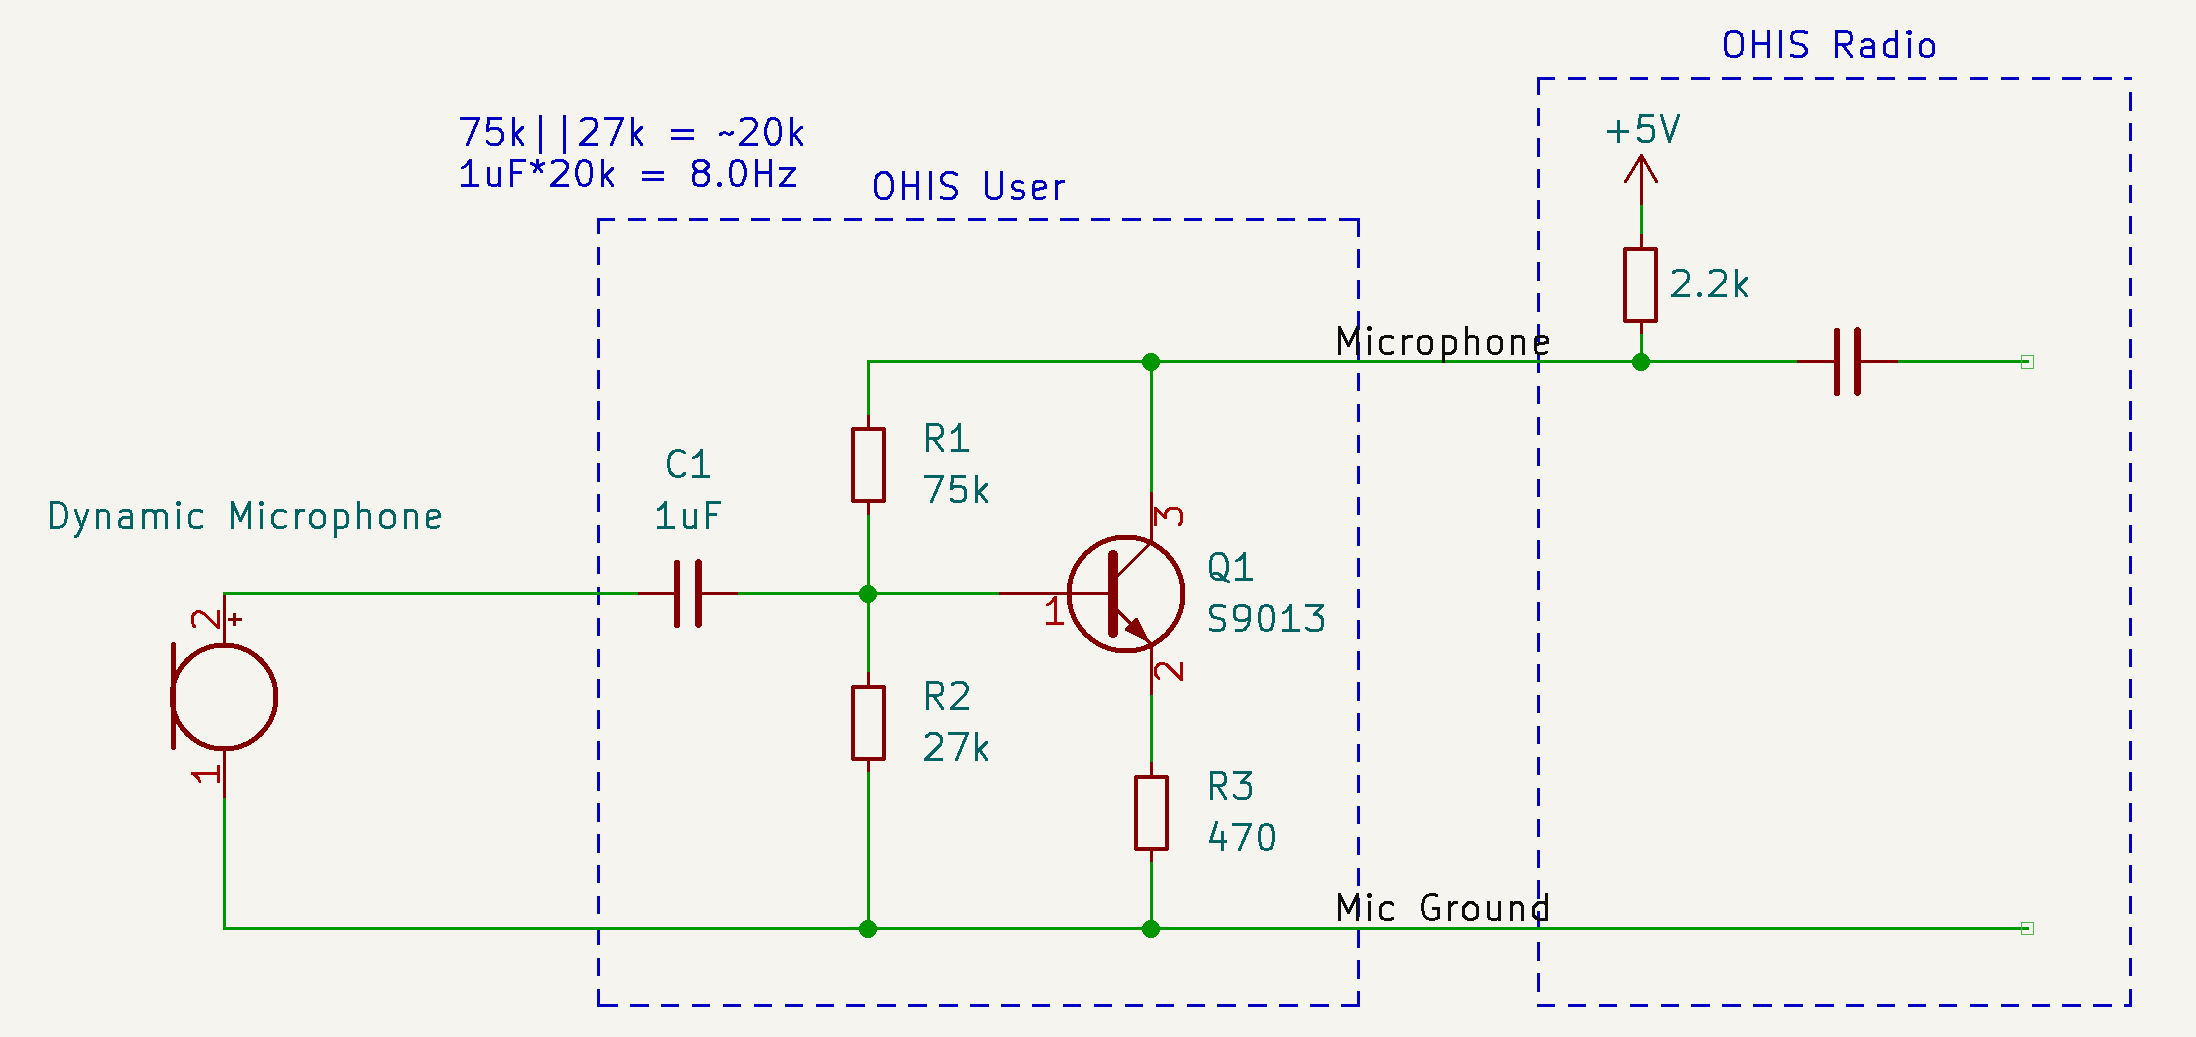 OHIS Radio
75k||27k = ~20k
1uF*20k = 8.0Hz
+5V
OHIS User
2.2k
Microphone
R1
75k
C1
1uF
Dynamic Microphone
3
Q1
S9013
1
2
2
+
1
R2
27k
R3
470
Mic Ground